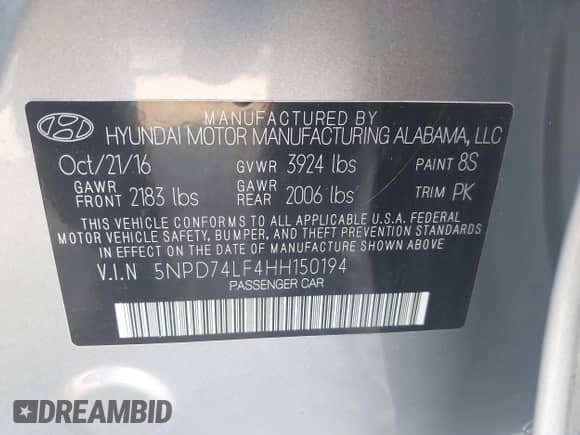 MANUFACTURED BY
HYUNDAI MOTOR MANUFACTURING ALABAMA, LLC
Oct/21/16 GVWR 3924 lbs PAINT 8S
GAWR FRONT 2183 lbs GAWR REAR 2006 lbs TRIM PK
THIS VEHICLE CONFORMS TO ALL APPLICABLE U.S.A. FEDERAL
MOTOR VEHICLE SAFETY, BUMPER, AND THEFT PREVENTION STANDARDS
IN EFFECT ON THE DATE OF MANUFACTURE SHOWN ABOVE
V.I.N 5NPD74LF4HH150194
PASSENGER CAR
DREAMBID